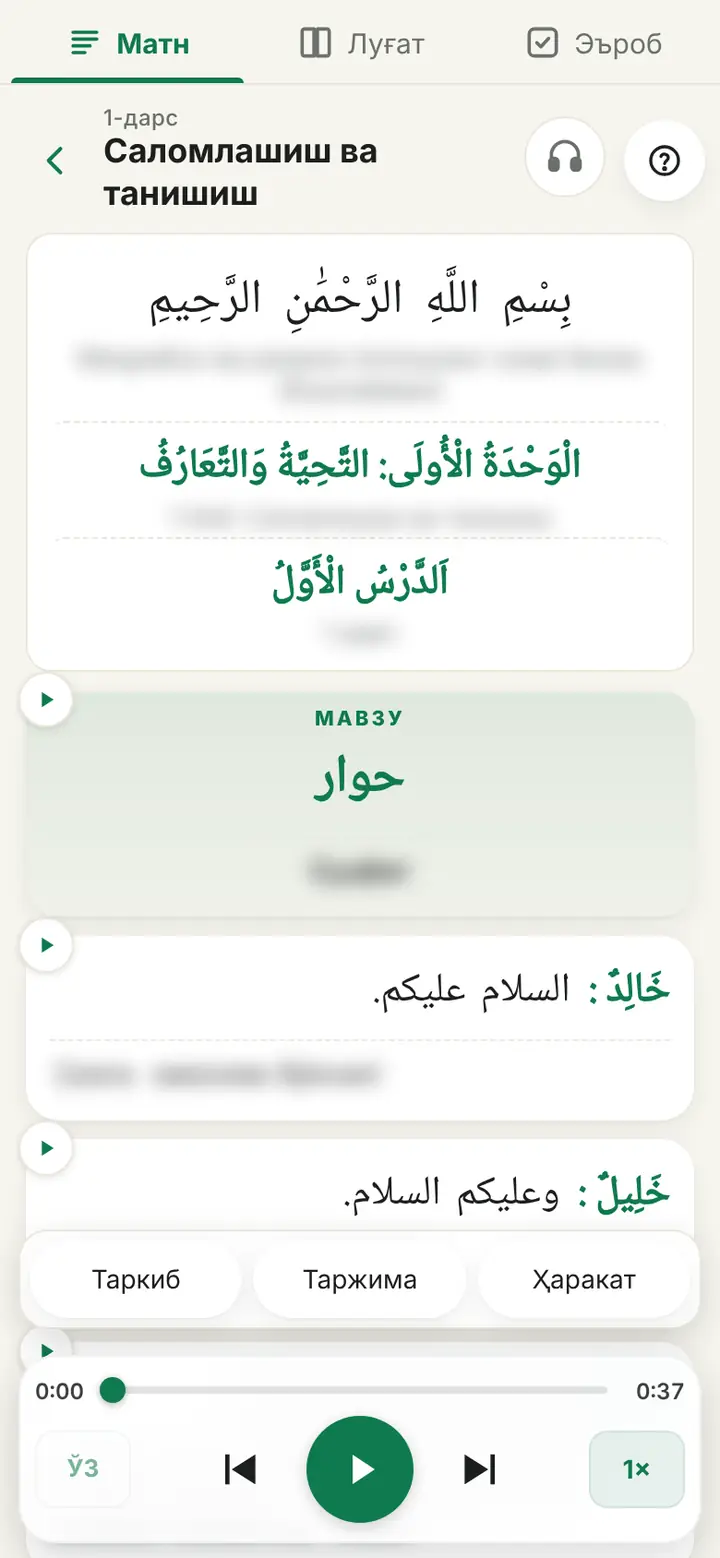 Матн
Луғат
Эъроб
1-дарс
Саломлашиш ва
танишиш
بِسْمِ اللَّهِ الرَّحْمَٰنِ الرَّحِيمِ
الْوَحْدَةُ الْأُولَى: التَّحِيَّةُ وَالتَّعَارُفُ
اَلدَّرْسُ الْأَوَّلُ
МАВЗУ
حوار
خَالِدٌ : السلام عليكم.
خَلِيلٌ : وعليكم السلام.
Таркиб
Таржима
Ҳаракат
0:00
0:37
ЎЗ
1×